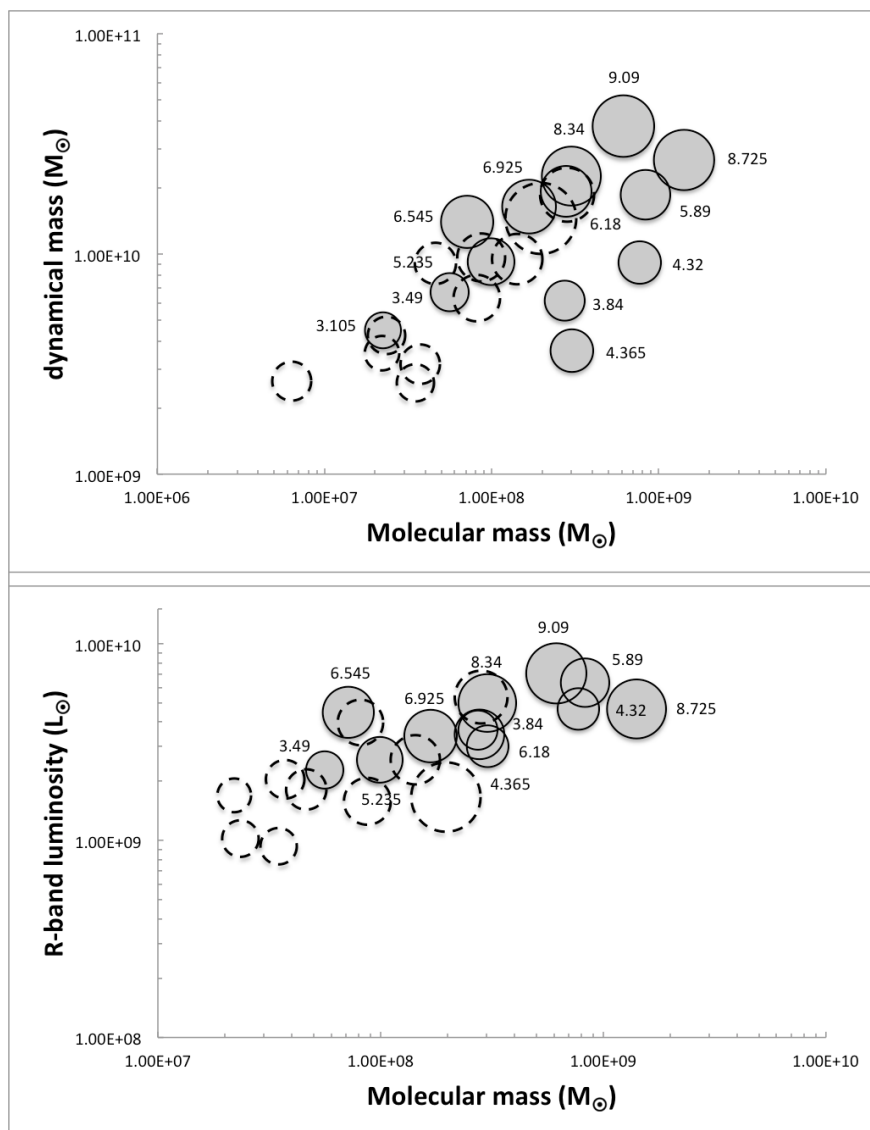 1.00E+11
9.09
8.34
8.725
6.925
6.545
5.89
6.18
1.00E+10
5.235
4.32
3.49
3.84
3.105
4.365
1.00E+09
1.00E+06
1.00E+07
1.00E+08
1.00E+09
1.00E+10
dynamical mass (M☉)
Molecular mass (M☉)
1.00E+10
9.09
5.89
8.34
6.545
6.925
4.32
8.725
3.84
3.49
6.18
4.365
5.235
1.00E+09
1.00E+08
1.00E+07
1.00E+08
1.00E+09
1.00E+10
R-band luminosity (L☉)
Molecular mass (M☉)